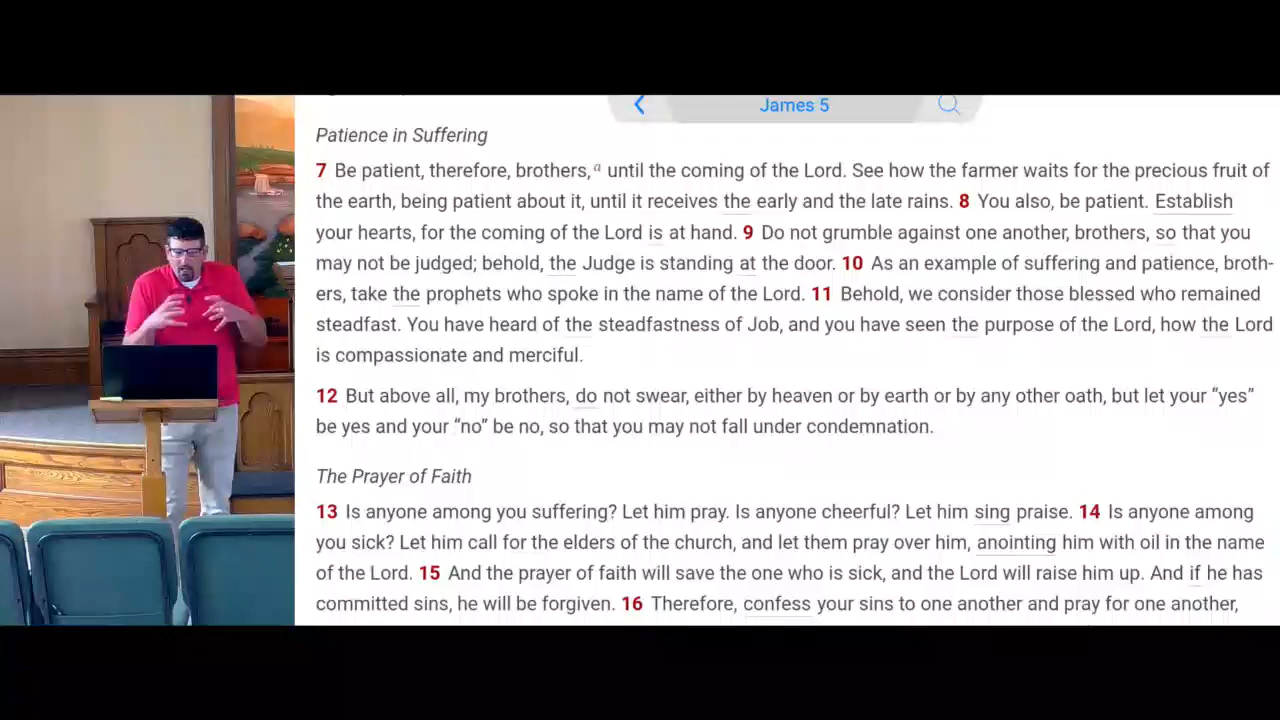 James 5
Patience in Suffering
7 Be patient, therefore, brothers,a until the coming of the Lord. See how the farmer waits for the precious fruit of
the earth, being patient about it, until it receives the early and the late rains. 8 You also, be patient. Establish
your hearts, for the coming of the Lord is at hand. 9 Do not grumble against one another, brothers, so that you
may not be judged; behold, the Judge is standing at the door. 10 As an example of suffering and patience, broth-
ers, take the prophets who spoke in the name of the Lord. 11 Behold, we consider those blessed who remained
steadfast. You have heard of the steadfastness of Job, and you have seen the purpose of the Lord, how the Lord
is compassionate and merciful.
12 But above all, my brothers, do not swear, either by heaven or by earth or by any other oath, but let your “yes”
be yes and your “no” be no, so that you may not fall under condemnation.
The Prayer of Faith
13 Is anyone among you suffering? Let him pray. Is anyone cheerful? Let him sing praise. 14 Is anyone among
you sick? Let him call for the elders of the church, and let them pray over him, anointing him with oil in the name
of the Lord. 15 And the prayer of faith will save the one who is sick, and the Lord will raise him up. And if he has
committed sins, he will be forgiven. 16 Therefore, confess your sins to one another and pray for one another,